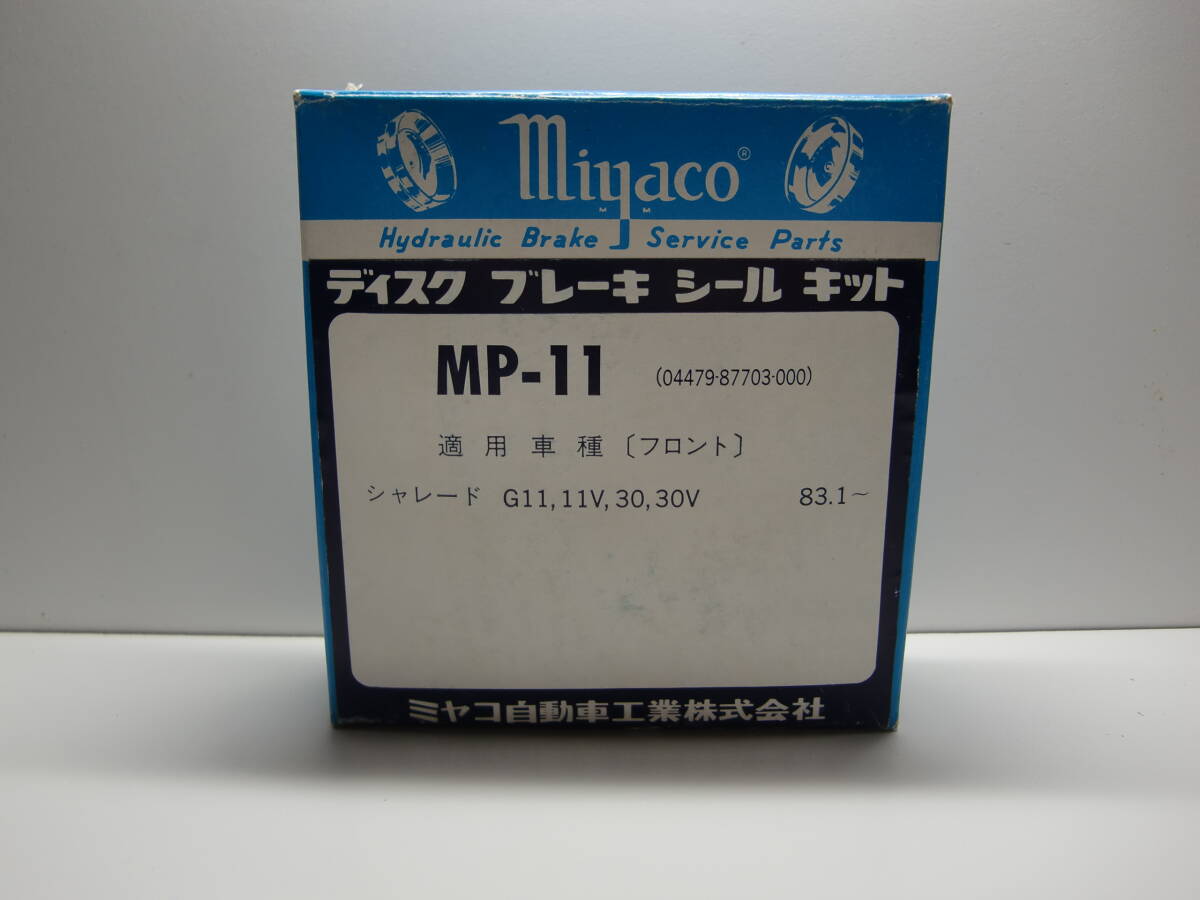 Miyaco®
M M
Hydraulic Brake Service Parts
ディスク ブレーキ シール キット
MP-11 (04479-87703-000)
適用車種〔フロント〕
シャレード G11,11V,30,30V 83.1~
ミヤコ自動車工業株式会社